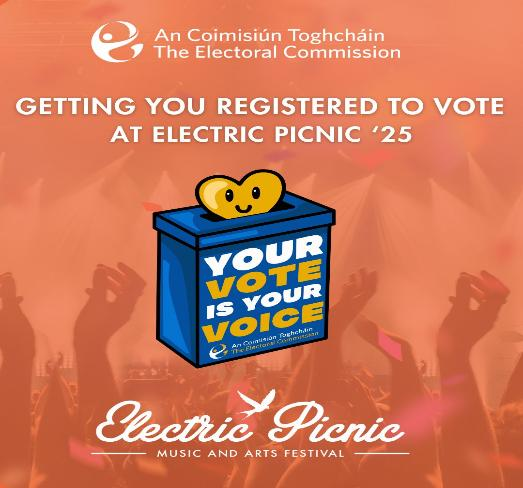 An Coimisiún Toghcháin
The Electoral Commission
GETTING YOU REGISTERED TO VOTE
AT ELECTRIC PICNIC ‘25
YOUR
VOTE
IS YOUR
VOICE
An Coimisiún Toghcháin
The Electoral Commission
Electric Picnic
MUSIC AND ARTS FESTIVAL